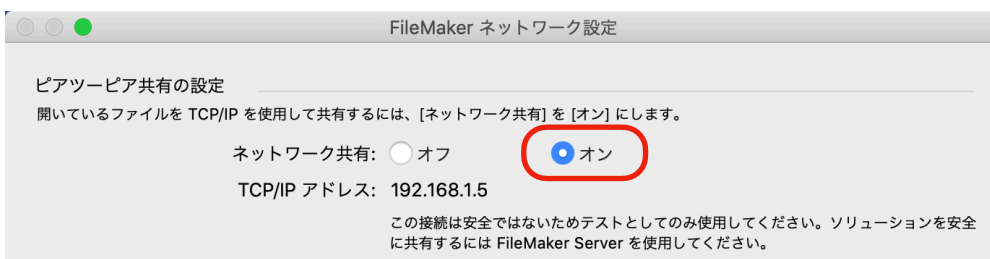 FileMaker ネットワーク設定
ピアツーピア共有の設定
開いているファイルを TCP/IP を使用して共有するには、[ネットワーク共有] を [オン] にします。
ネットワーク共有: オフ オン
TCP/IP アドレス: 192.168.1.5
この接続は安全ではないためテストとしてのみ使用してください。ソリューションを安全
に共有するには FileMaker Server を使用してください。